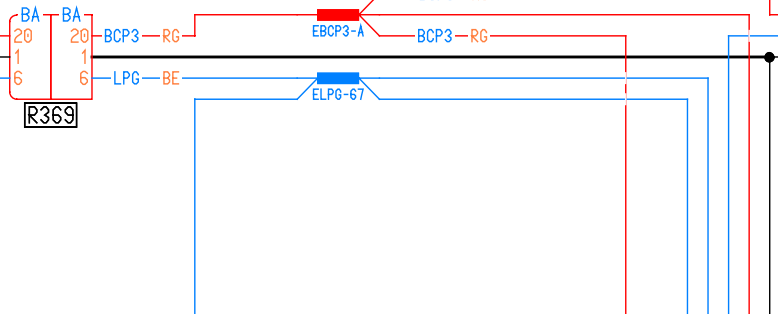 BA BA
20 20 BCP3 RG EBCP3-A BCP3 RG
1 1
6 6 LPG BE ELPG-67
R369